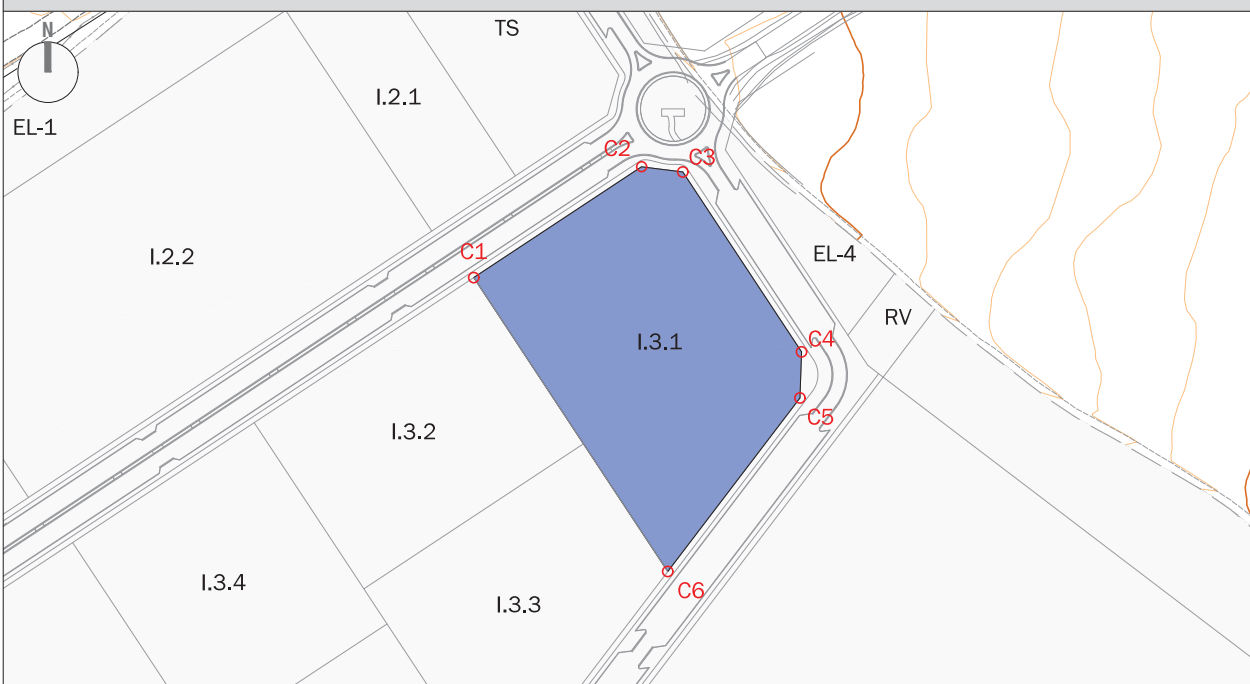 N
TS
I.2.1
EL-1
C2
C3
I.2.2
C1
EL-4
RV
I.3.1
C4
C5
I.3.2
I.3.4
C6
I.3.3